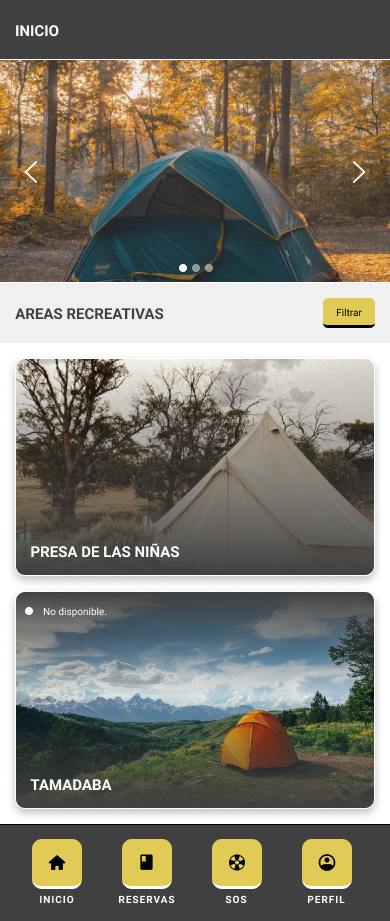 INICIO
AREAS RECREATIVAS
Filtrar
PRESA DE LAS NIÑAS
No disponible.
TAMADABA
INICIO
RESERVAS
SOS
PERFIL